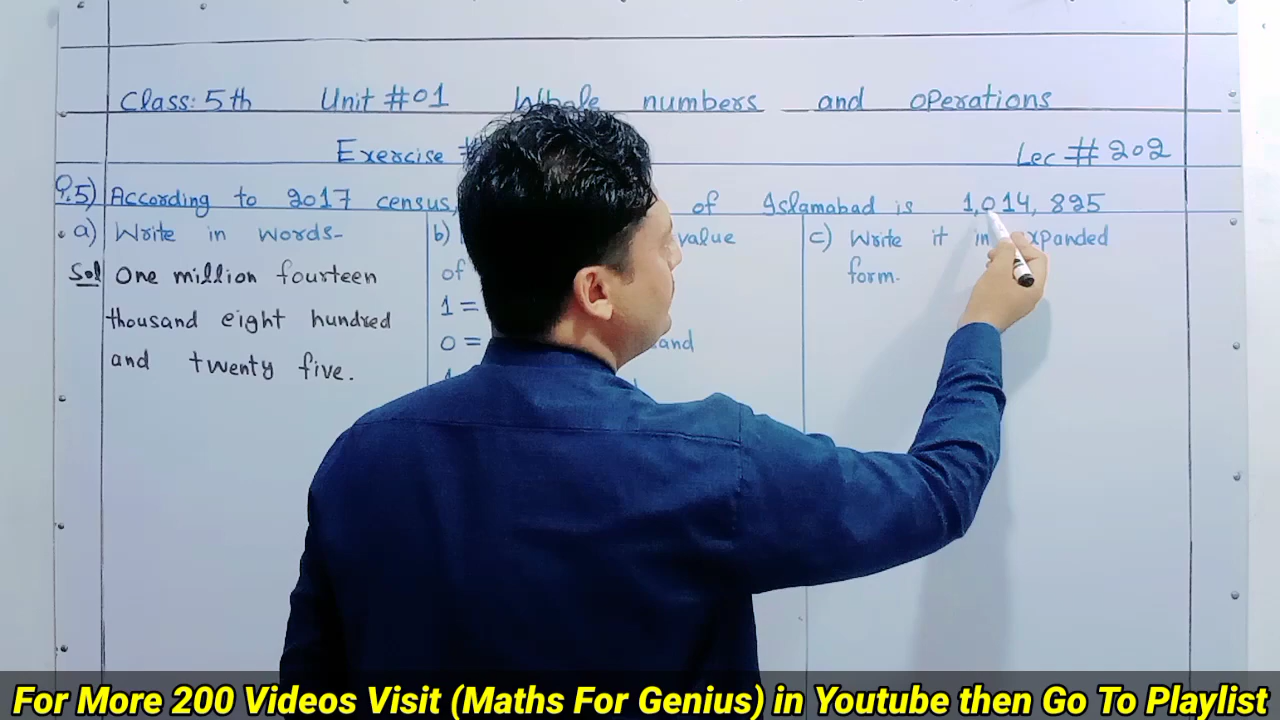 Class: 5th Unit #01 Whole numbers and operations
Exercise #
Lec # 202
Q.5) According to 2017 census, of Islamabad is 1,014,825
a) Write in words-
Sol One million fourteen
thousand eight hundred
and twenty five.
b) value
of
1 =
0 = and
c) Write it in expanded
form.
For More 200 Videos Visit (Maths For Genius) in Youtube then Go To Playlist